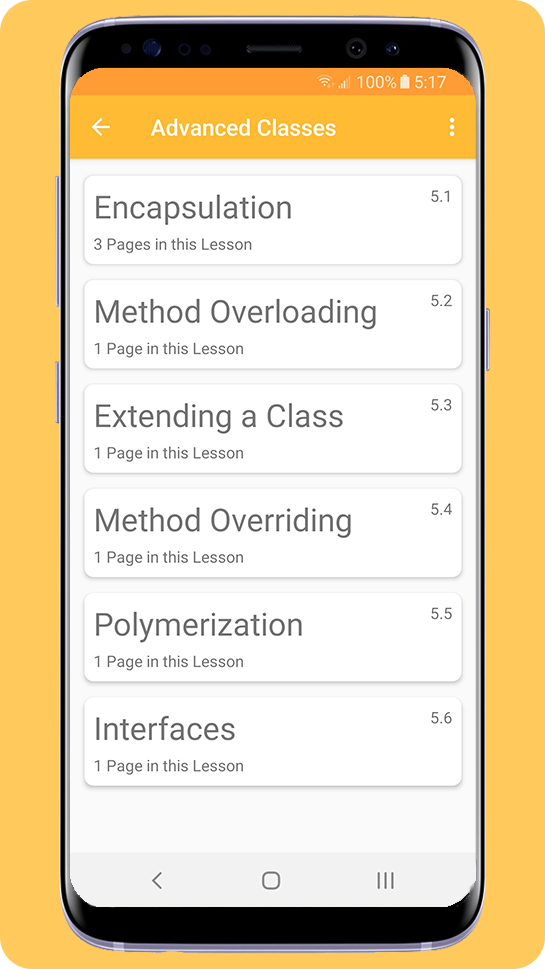 100% 5:17
Advanced Classes
Encapsulation 5.1
3 Pages in this Lesson
Method Overloading 5.2
1 Page in this Lesson
Extending a Class 5.3
1 Page in this Lesson
Method Overriding 5.4
1 Page in this Lesson
Polymerization 5.5
1 Page in this Lesson
Interfaces 5.6
1 Page in this Lesson